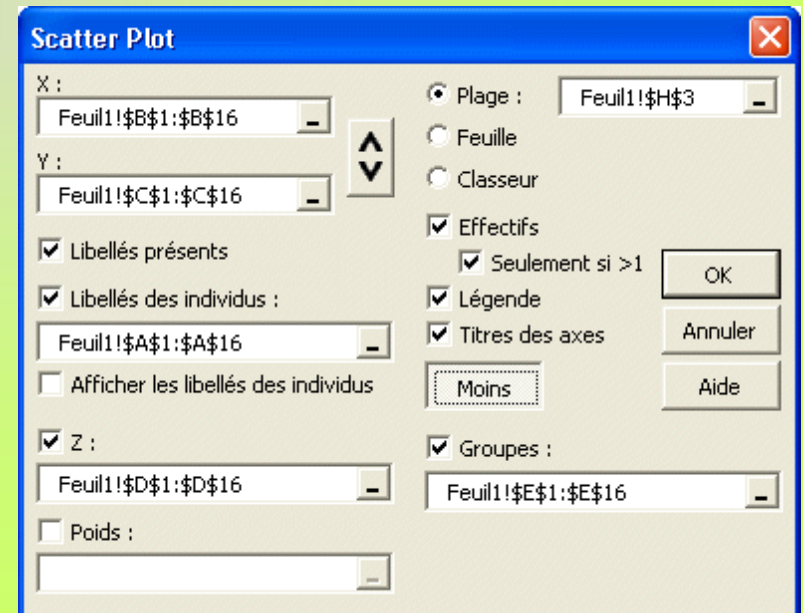 Scatter Plot
X :
Feuil1!$B$1:$B$16
Y :
Feuil1!$C$1:$C$16
Libellés présents
Libellés des individus :
Feuil1!$A$1:$A$16
Afficher les libellés des individus
Z :
Feuil1!$D$1:$D$16
Poids :
Plage :
Feuil1!$H$3
Feuille
Classeur
Effectifs
Seulement si >1
Légende
Titres des axes
OK
Annuler
Moins
Aide
Groupes :
Feuil1!$E$1:$E$16